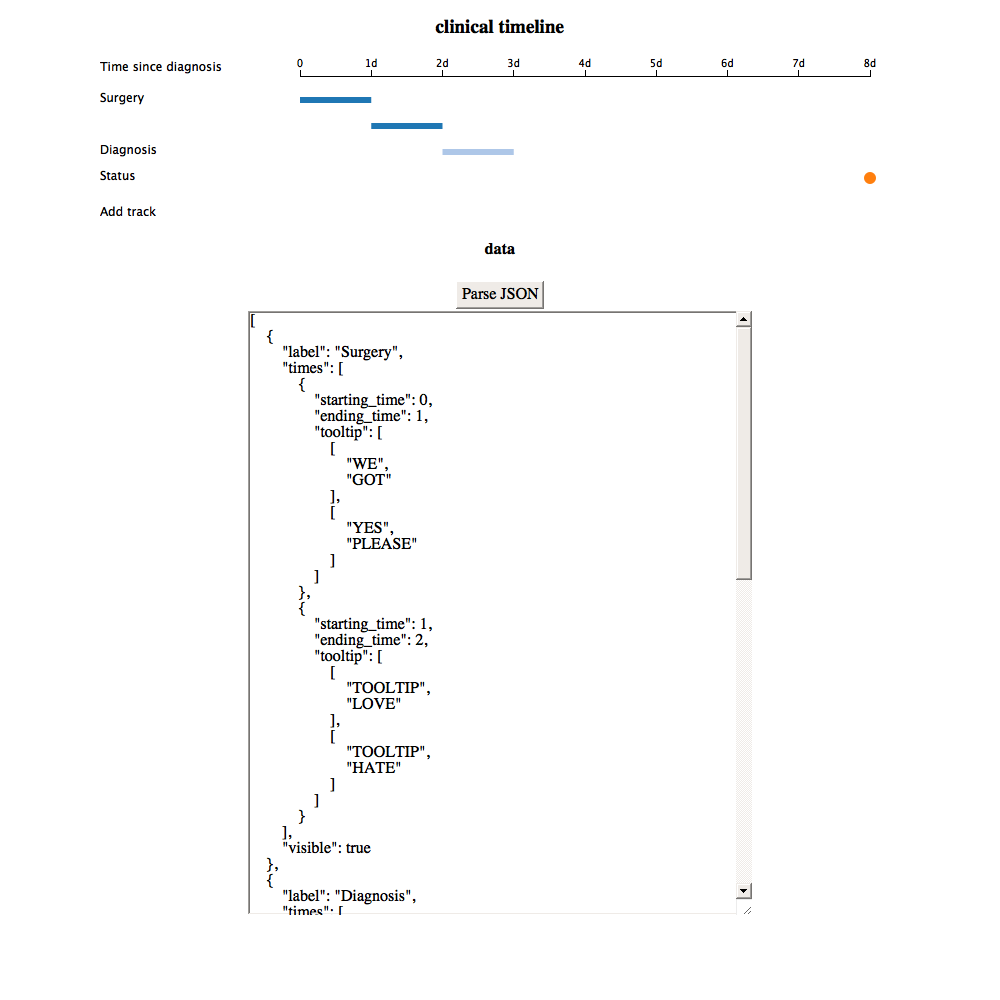 clinical timeline
Time since diagnosis 0 1d 2d 3d 4d 5d 6d 7d 8d
Surgery
Diagnosis
Status
Add track
data
Parse JSON
[
{
"label": "Surgery",
"times": [
{
"starting_time": 0,
"ending_time": 1,
"tooltip": [
[
"WE",
"GOT"
],
[
"YES",
"PLEASE"
]
]
},
{
"starting_time": 1,
"ending_time": 2,
"tooltip": [
[
"TOOLTIP",
"LOVE"
],
[
"TOOLTIP",
"HATE"
]
]
}
],
"visible": true
},
{
"label": "Diagnosis",
"times": [